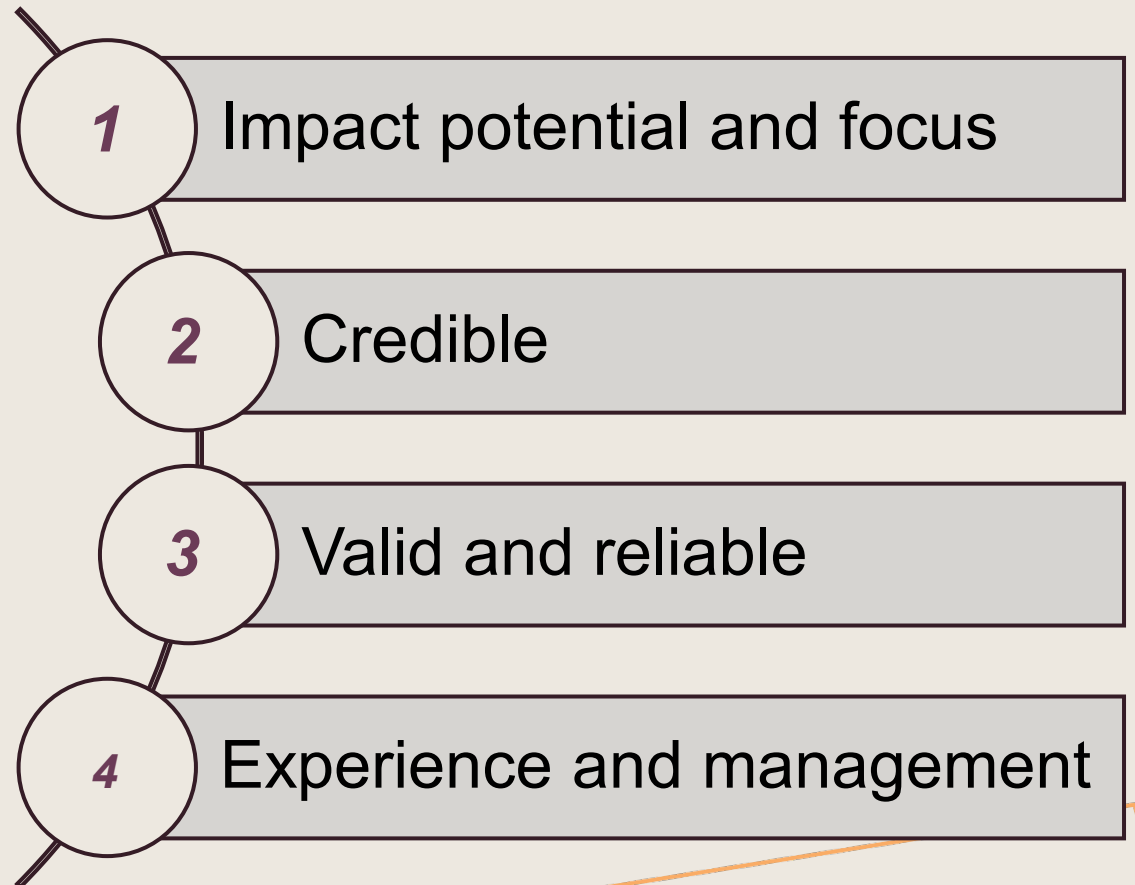 1 Impact potential and focus
2 Credible
3 Valid and reliable
4 Experience and management